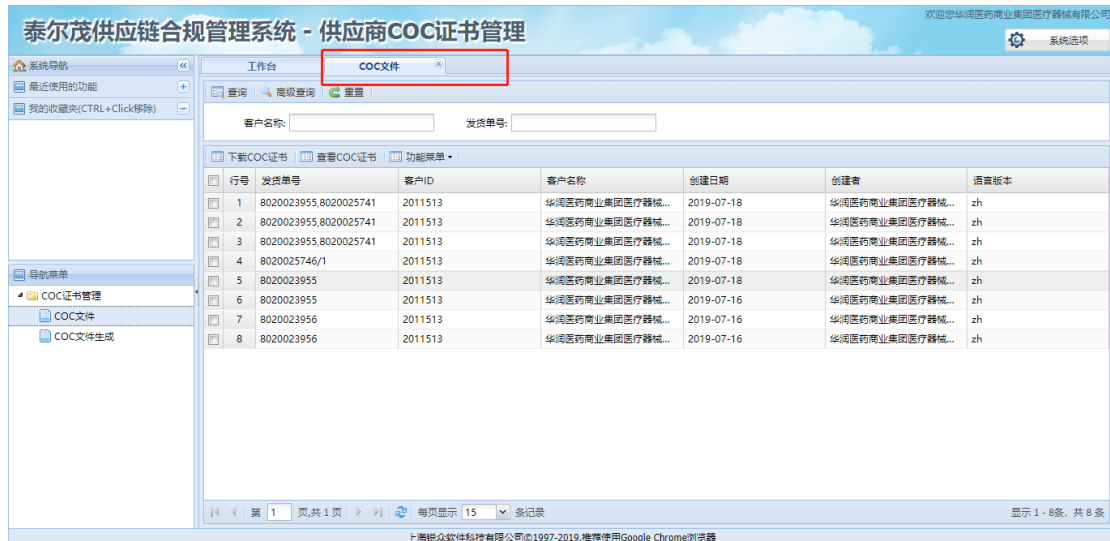 欢迎您华润医药商业集团医疗器械有限公司
泰尔茂供应链合规管理系统 - 供应商COC证书管理
系统选项
系统导航
工作台 COC文件
最近使用的功能
查询 高级查询 重置
我的收藏夹(CTRL+Click移除)
客户名称: 发货单号:
下载COC证书 查看COC证书 功能菜单
行号 发货单号 客户ID 客户名称 创建日期 创建者 语言版本
1 8020023955,8020025741 2011513 华润医药商业集团医疗器械... 2019-07-18 华润医药商业集团医疗器械... zh
2 8020023955,8020025741 2011513 华润医药商业集团医疗器械... 2019-07-18 华润医药商业集团医疗器械... zh
3 8020023955,8020025741 2011513 华润医药商业集团医疗器械... 2019-07-18 华润医药商业集团医疗器械... zh
4 8020025746/1 2011513 华润医药商业集团医疗器械... 2019-07-18 华润医药商业集团医疗器械... zh
5 8020023955 2011513 华润医药商业集团医疗器械... 2019-07-18 华润医药商业集团医疗器械... zh
6 8020023955 2011513 华润医药商业集团医疗器械... 2019-07-16 华润医药商业集团医疗器械... zh
7 8020023956 2011513 华润医药商业集团医疗器械... 2019-07-16 华润医药商业集团医疗器械... zh
8 8020023956 2011513 华润医药商业集团医疗器械... 2019-07-16 华润医药商业集团医疗器械... zh
导航菜单
COC证书管理
COC文件
COC文件生成
第 1 页,共 1 页 每页显示 15 条记录 显示 1 - 8条, 共 8 条
上海锐众软件科技有限公司©1997-2019,推荐使用Google Chrome浏览器